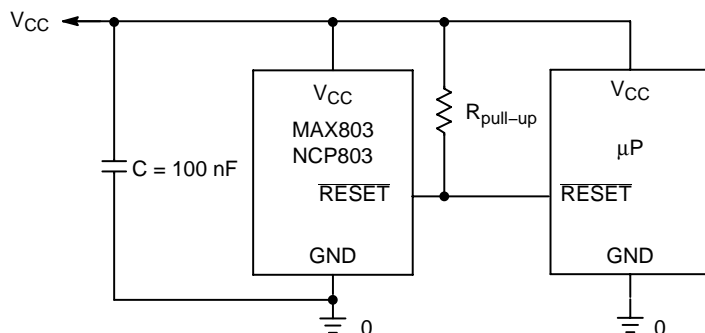 VCC
VCC
MAX803
NCP803
RESET
GND
C = 100 nF
Rpull–up
VCC
μP
RESET
GND
0
0